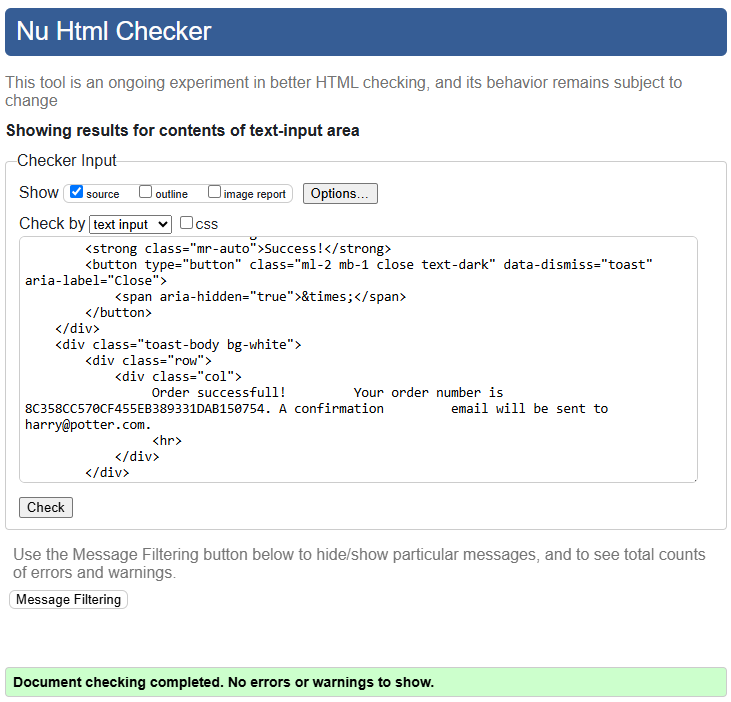 Nu Html Checker
This tool is an ongoing experiment in better HTML checking, and its behavior remains subject to
change
Showing results for contents of text-input area
Checker Input
Show source outline image report Options...
Check by text input css
<strong class="mr-auto">Success!</strong>
<button type="button" class="ml-2 mb-1 close text-dark" data-dismiss="toast"
aria-label="Close">
<span aria-hidden="true">&times;</span>
</button>
</div>
<div class="toast-body bg-white">
<div class="row">
<div class="col">
Order successfull! Your order number is
8C358CC570CF455EB389331DAB150754. A confirmation email will be sent to
harry@potter.com.
<hr>
</div>
</div>
Check
Use the Message Filtering button below to hide/show particular messages, and to see total counts
of errors and warnings.
Message Filtering
Document checking completed. No errors or warnings to show.